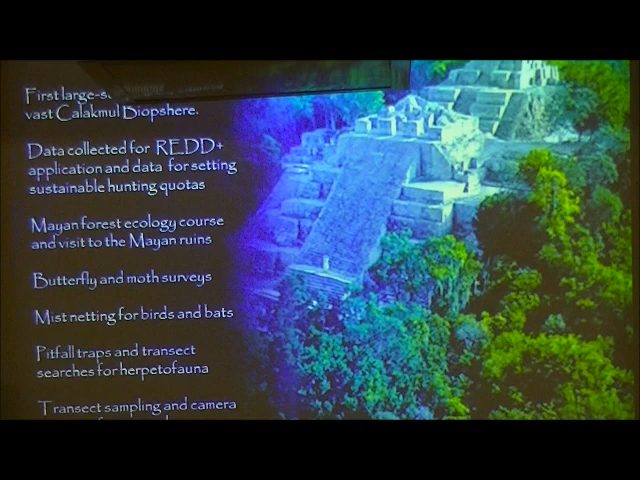 First large-s
vast Calakmul Biopshere.
Data collected for REDD+
application and data for setting
sustainable hunting quotas
Mayan forest ecology course
and visit to the Mayan ruins
Butterfly and moth surveys
Mist netting for birds and bats
Pitfall traps and transect
searches for herpetofauna
Transect sampling and camera